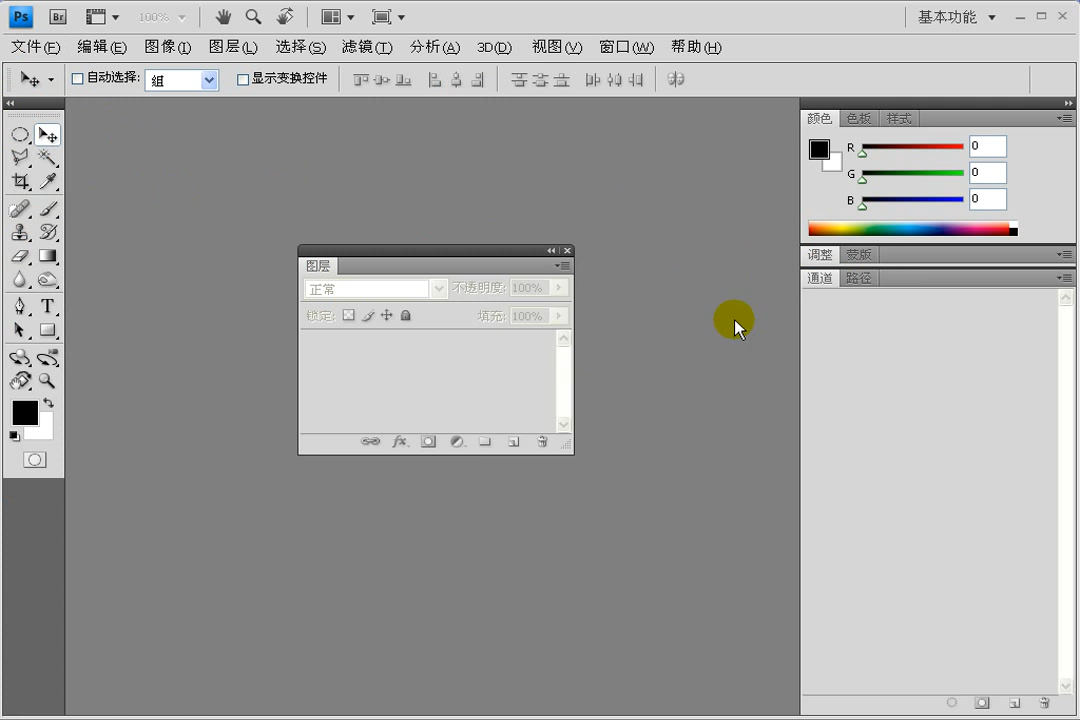 Ps Br 100% 基本功能
文件(F) 编辑(E) 图像(I) 图层(L) 选择(S) 滤镜(T) 分析(A) 3D(D) 视图(V) 窗口(W) 帮助(H)
自动选择: 组 显示变换控件
颜色 色板 样式
R 0
G 0
B 0
调整 蒙版
通道 路径
图层
正常 不透明度: 100%
锁定: 填充: 100%
fx.
T